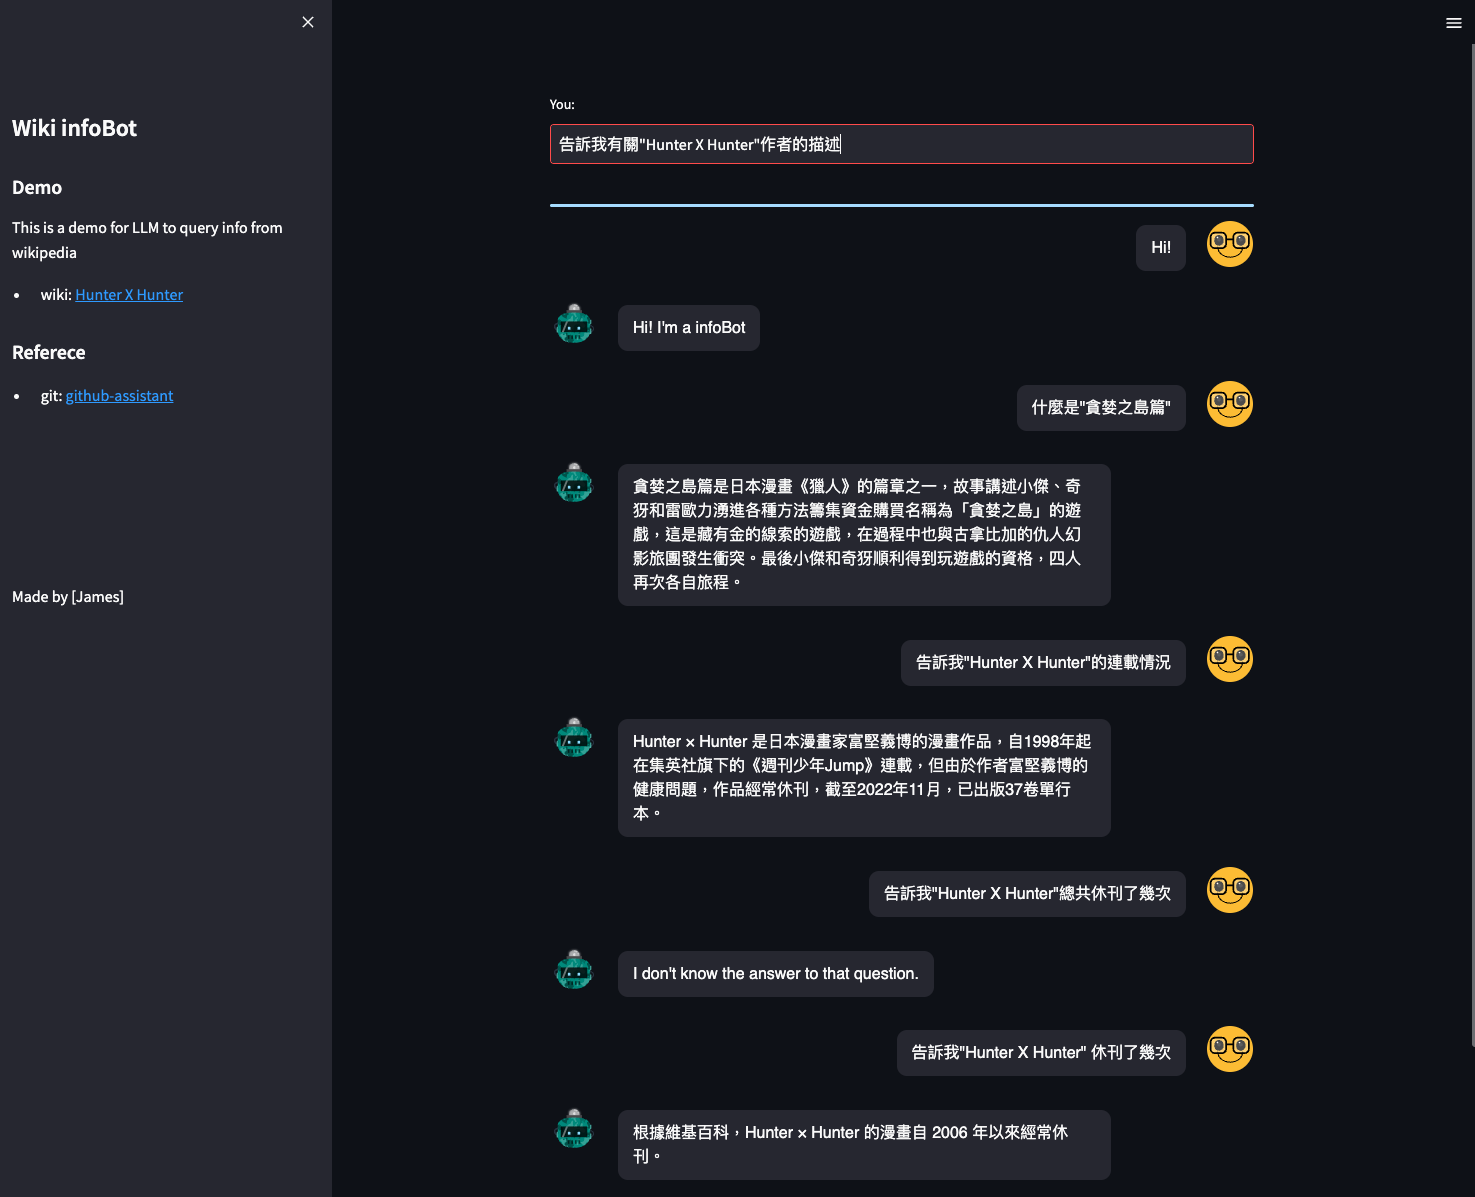 Wiki infoBot
Demo
This is a demo for LLM to query info from
wikipedia
wiki: Hunter X Hunter
Referece
git: github-assistant
Made by [James]
You:
告訴我有關"Hunter X Hunter"作者的描述
Hi!
Hi! I'm a infoBot
什麼是"貪婪之島篇"
貪婪之島篇是日本漫畫《獵人》的篇章之一，故事講述小傑、奇
犽和雷歐力湧進各種方法籌集資金購買名稱為「貪婪之島」的遊
戲，這是藏有金的線索的遊戲，在過程中也與古拿比加的仇人幻
影旅團發生衝突。最後小傑和奇犽順利得到玩遊戲的資格，四人
再次各自旅程。
告訴我"Hunter X Hunter"的連載情況
Hunter × Hunter 是日本漫畫家富堅義博的漫畫作品，自1998年起
在集英社旗下的《週刊少年Jump》連載，但由於作者富堅義博的
健康問題，作品經常休刊，截至2022年11月，已出版37卷單行
本。
告訴我"Hunter X Hunter"總共休刊了幾次
I don't know the answer to that question.
告訴我"Hunter X Hunter" 休刊了幾次
根據維基百科，Hunter × Hunter 的漫畫自 2006 年以來經常休
刊。